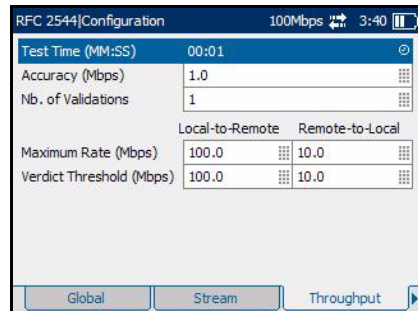 RFC 2544|Configuration 100Mbps 3:40
Test Time (MM:SS) 00:01
Accuracy (Mbps) 1.0
Nb. of Validations 1
Local-to-Remote Remote-to-Local
Maximum Rate (Mbps) 100.0 10.0
Verdict Threshold (Mbps) 100.0 10.0
Global Stream Throughput